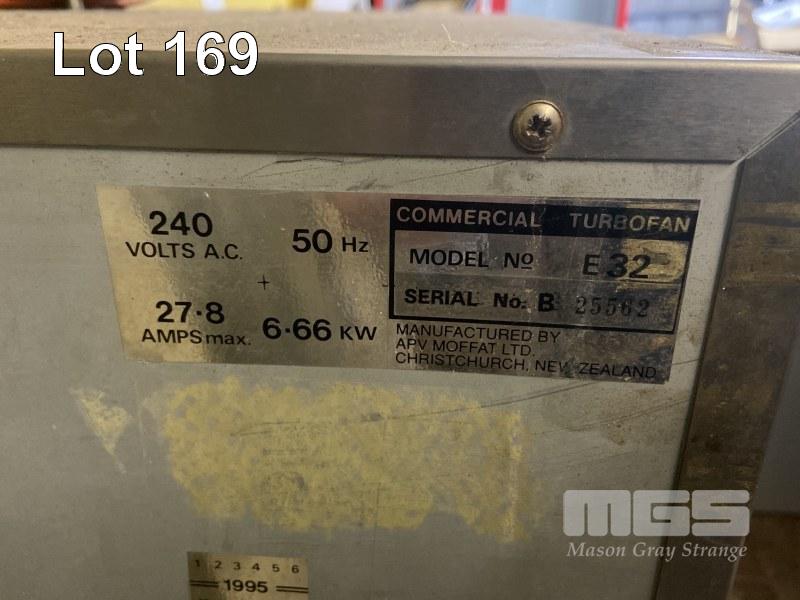 Lot 169
240
VOLTS A.C.
50 Hz
27·8
AMPS max.
6·66 KW
COMMERCIAL TURBOFAN
MODEL No E32
SERIAL No: B 25562
MANUFACTURED BY
APV MOFFAT LTD.
CHRISTCHURCH, NEW ZEALAND
MGS
Mason Gray Strange
1 2 3 4 5 6
1995